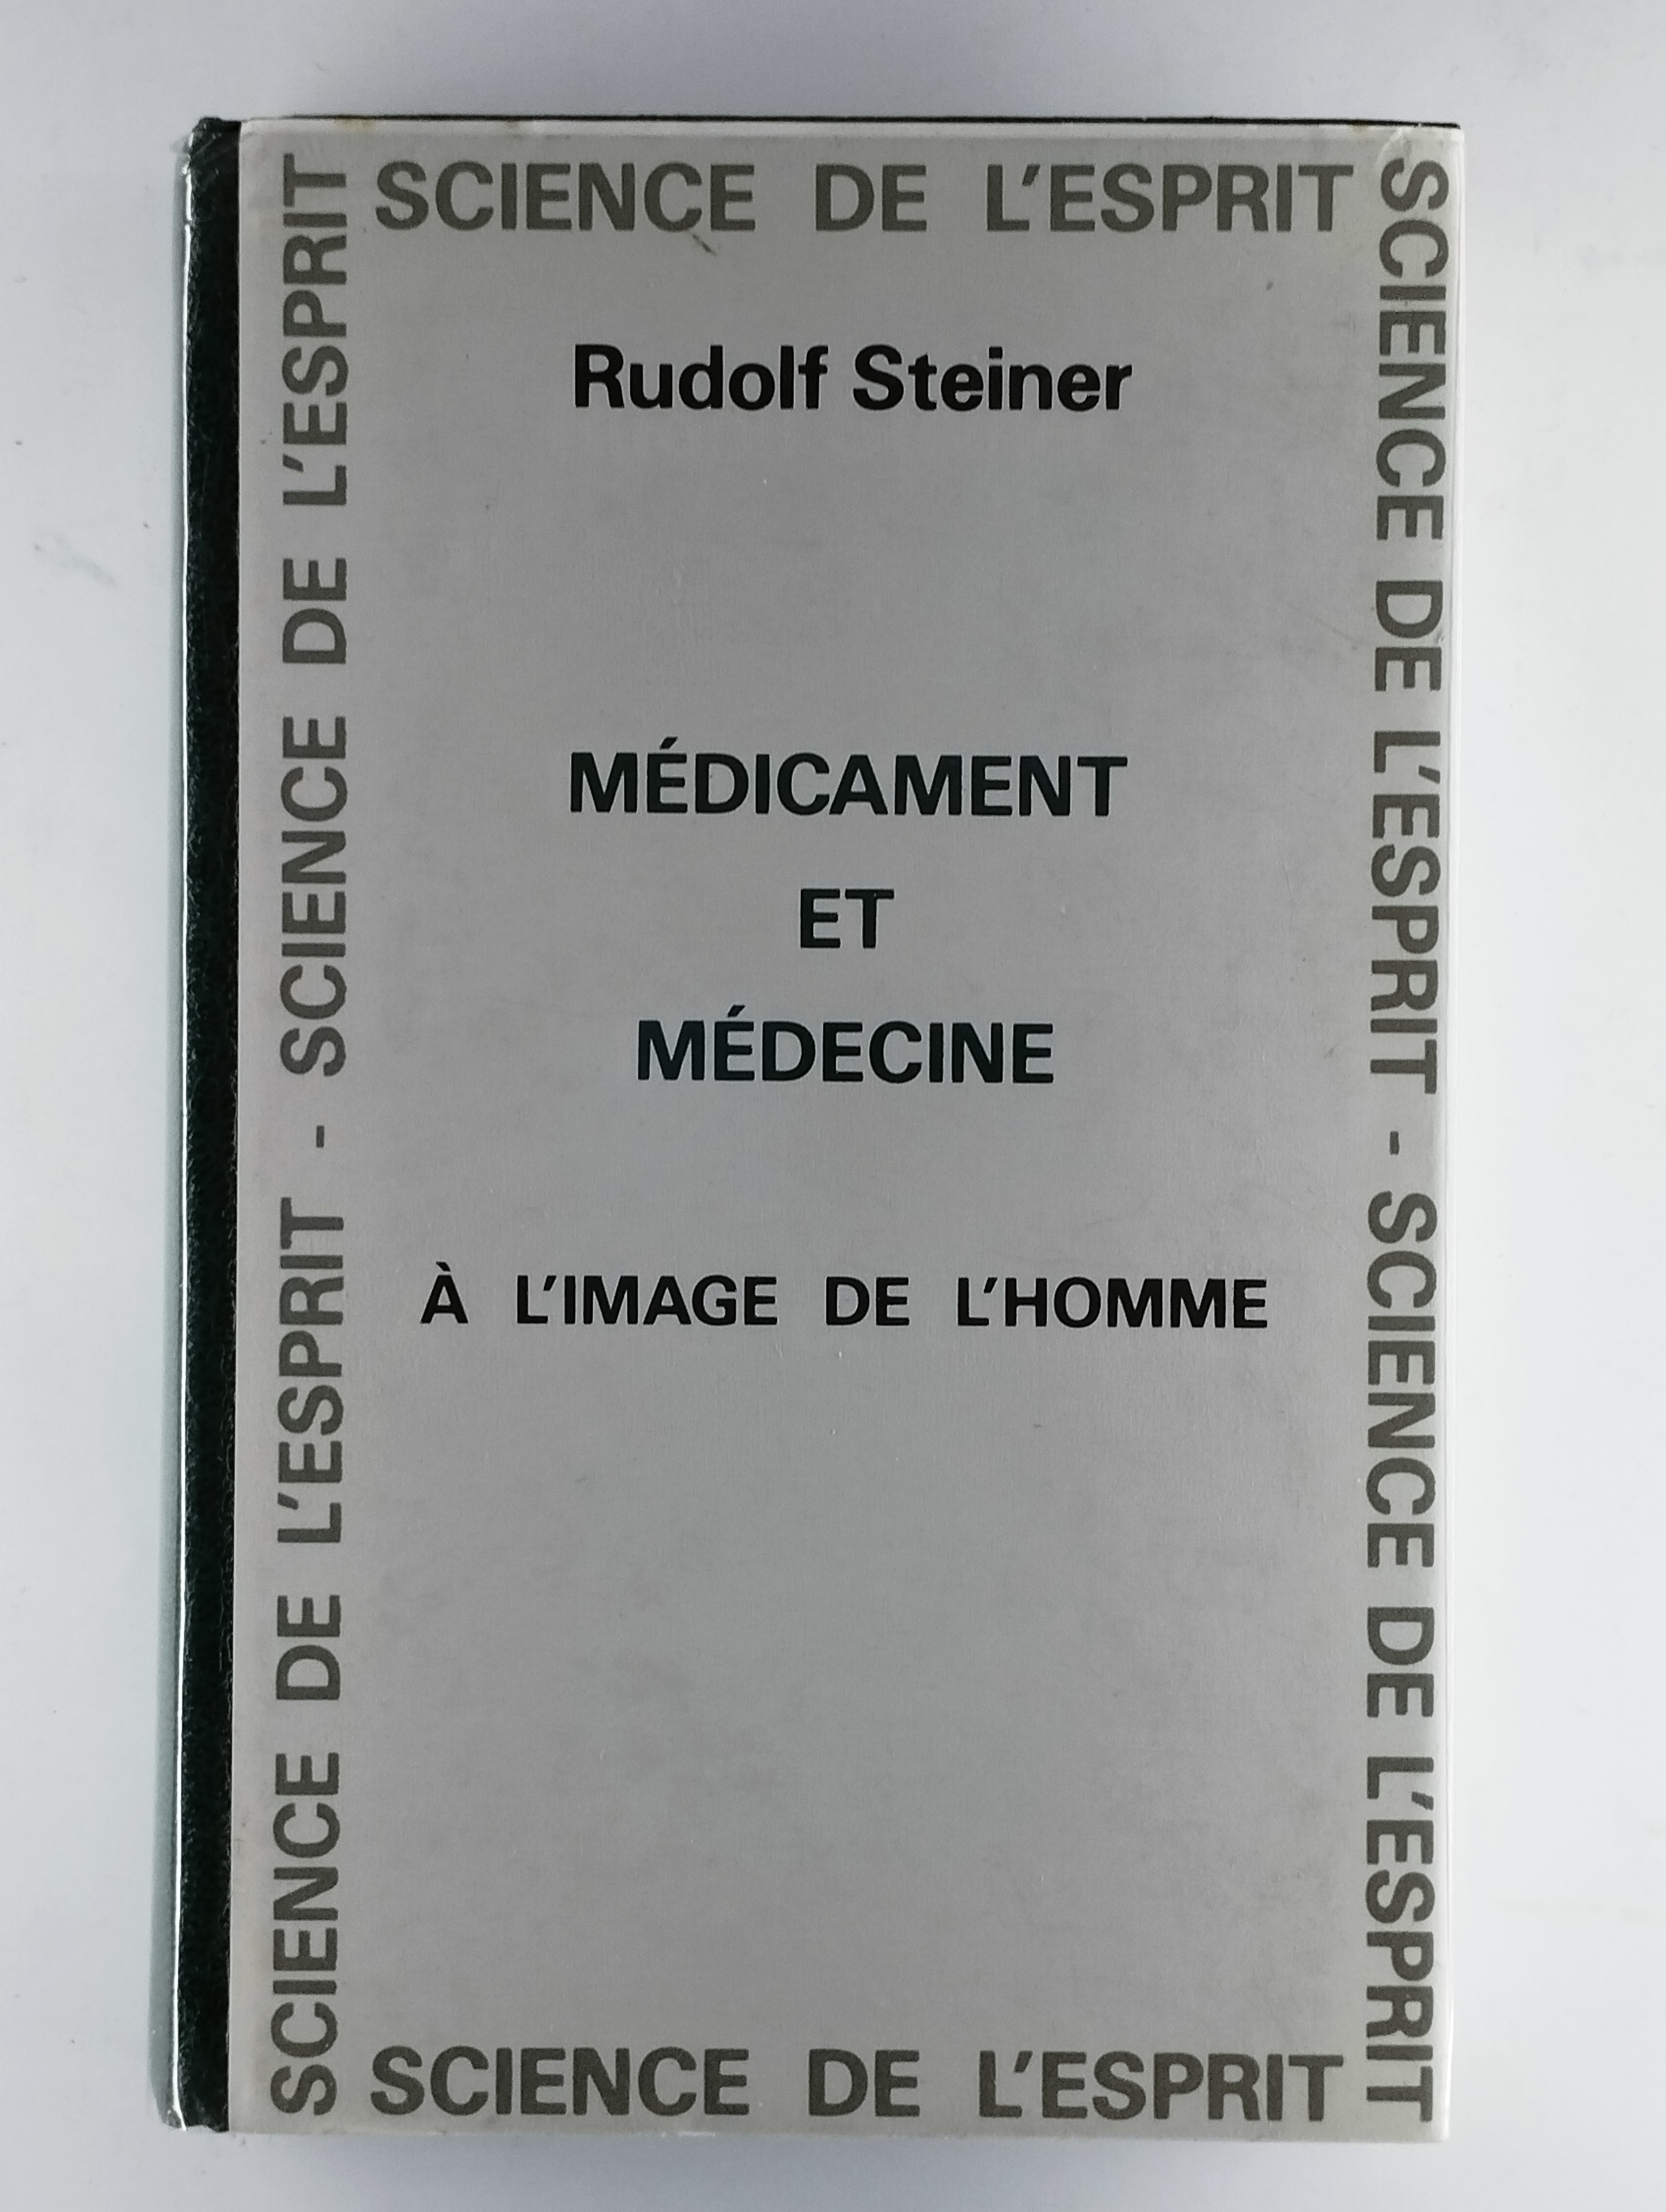 SCIENCE DE L'ESPRIT
Rudolf Steiner
MÉDICAMENT
ET
MÉDECINE
À L'IMAGE DE L'HOMME
SCIENCE DE L'ESPRIT
SCIENCE DE L'ESPRIT - SCIENCE DE L'ESPRIT
SCIENCE DE L'ESPRIT - SCIENCE DE L'ESPRIT